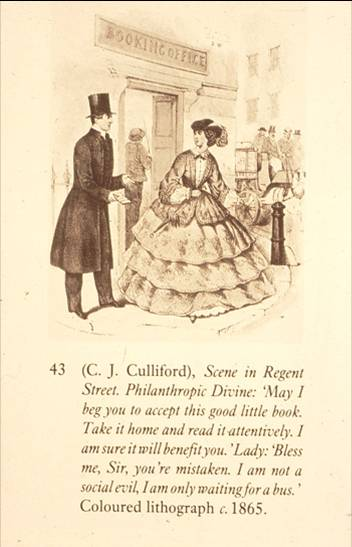 BOOKING OFFICE
43 (C. J. Culliford), Scene in Regent
Street. Philanthropic Divine: 'May I
beg you to accept this good little book.
Take it home and read it attentively. I
am sure it will benefit you.' Lady: 'Bless
me, Sir, you're mistaken. I am not a
social evil, I am only waiting for a bus.'
Coloured lithograph c. 1865.